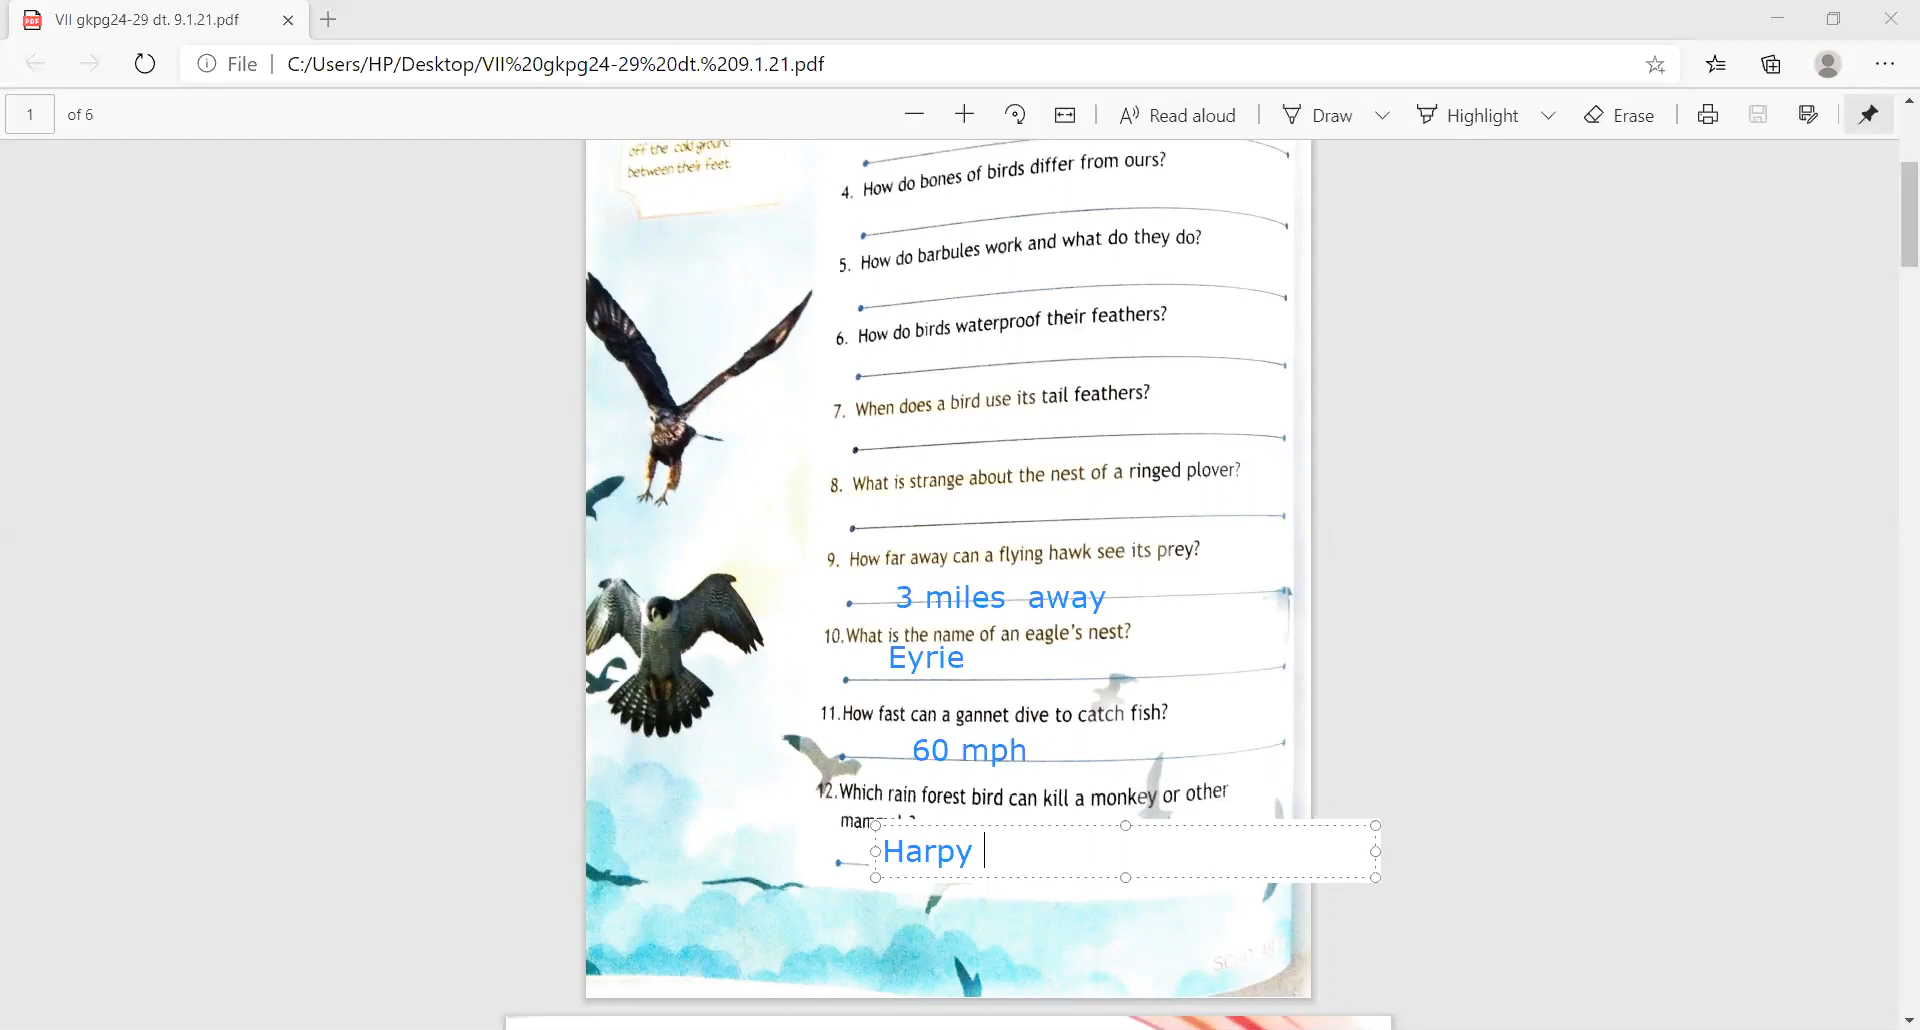 VII gkpg24-29 dt. 9.1.21.pdf
File | C:/Users/HP/Desktop/VII%20gkpg24-29%20dt.%209.1.21.pdf
1 of 6
Read aloud
Draw
Highlight
Erase
off the cold ground
between their feet.
4. How do bones of birds differ from ours?
5. How do barbules work and what do they do?
6. How do birds waterproof their feathers?
7. When does a bird use its tail feathers?
8. What is strange about the nest of a ringed plover?
9. How far away can a flying hawk see its prey?
3 miles away
10. What is the name of an eagle's nest?
Eyrie
11. How fast can a gannet dive to catch fish?
60 mph
12. Which rain forest bird can kill a monkey or other
Harpy